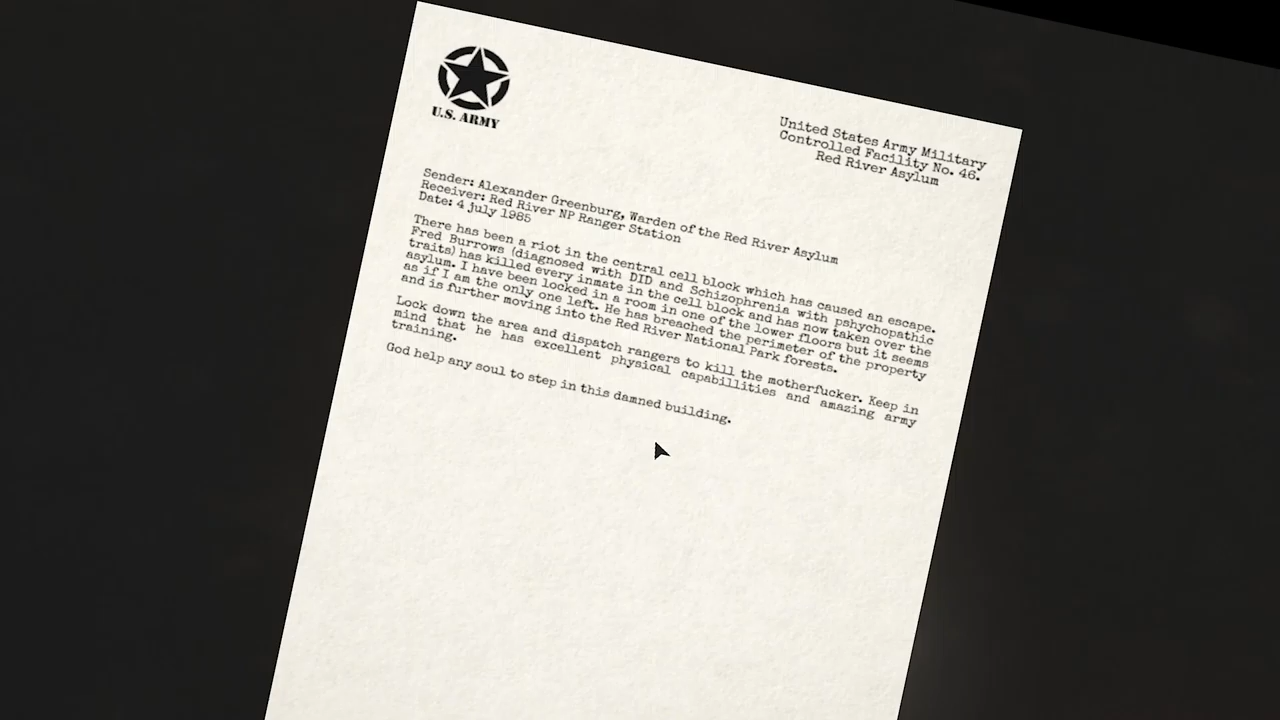 U.S. ARMY
United States Army Military
Controlled Facility No. 46.
Red River Asylum
Sender: Alexander Greenburg, Warden of the Red River Asylum
Receiver: Red River NP Ranger Station
Date: 4 july 1985
There has been a riot in the central cell block which has caused an escape.
Fred Burrows (diagnosed with DID and Schizophrenia with pshychopathic
traits) has killed every inmate in the cell block and has now taken over the
asylum. I have been locked in a room in one of the lower floors but it seems
as if I am the only one left. He has breached the perimeter of the property
and is further moving into the Red River National Park forests.
Lock down the area and dispatch rangers to kill the motherfucker. Keep in
mind that he has excellent physical capabillities and amazing army
training.
God help any soul to step in this damned building.